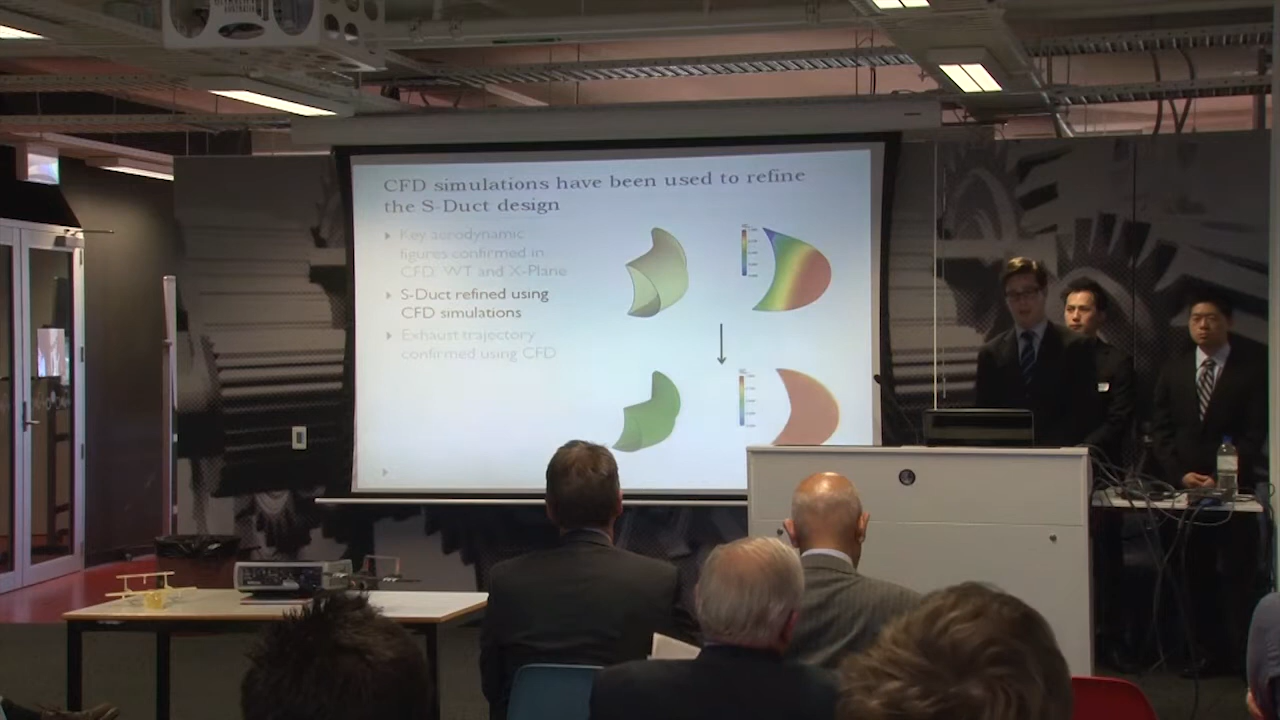 CFD simulations have been used to refine
the S-Duct design
Key aerodynamic
figures confirmed in
CFD, WT and X-Plane
S-Duct refined using
CFD simulations
Exhaust trajectory
confirmed using CFD